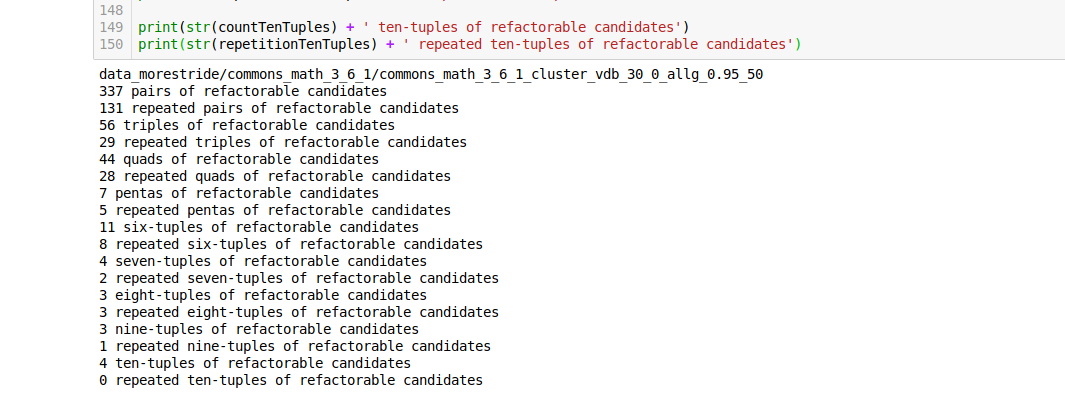 148
149 print(str(countTenTuples) + ' ten-tuples of refactorable candidates')
150 print(str(repetitionTenTuples) + ' repeated ten-tuples of refactorable candidates')
data_morestride/commons_math_3_6_1/commons_math_3_6_1_cluster_vdb_30_0_allg_0.95_50
337 pairs of refactorable candidates
131 repeated pairs of refactorable candidates
56 triples of refactorable candidates
29 repeated triples of refactorable candidates
44 quads of refactorable candidates
28 repeated quads of refactorable candidates
7 pentas of refactorable candidates
5 repeated pentas of refactorable candidates
11 six-tuples of refactorable candidates
8 repeated six-tuples of refactorable candidates
4 seven-tuples of refactorable candidates
2 repeated seven-tuples of refactorable candidates
3 eight-tuples of refactorable candidates
3 repeated eight-tuples of refactorable candidates
3 nine-tuples of refactorable candidates
1 repeated nine-tuples of refactorable candidates
4 ten-tuples of refactorable candidates
0 repeated ten-tuples of refactorable candidates